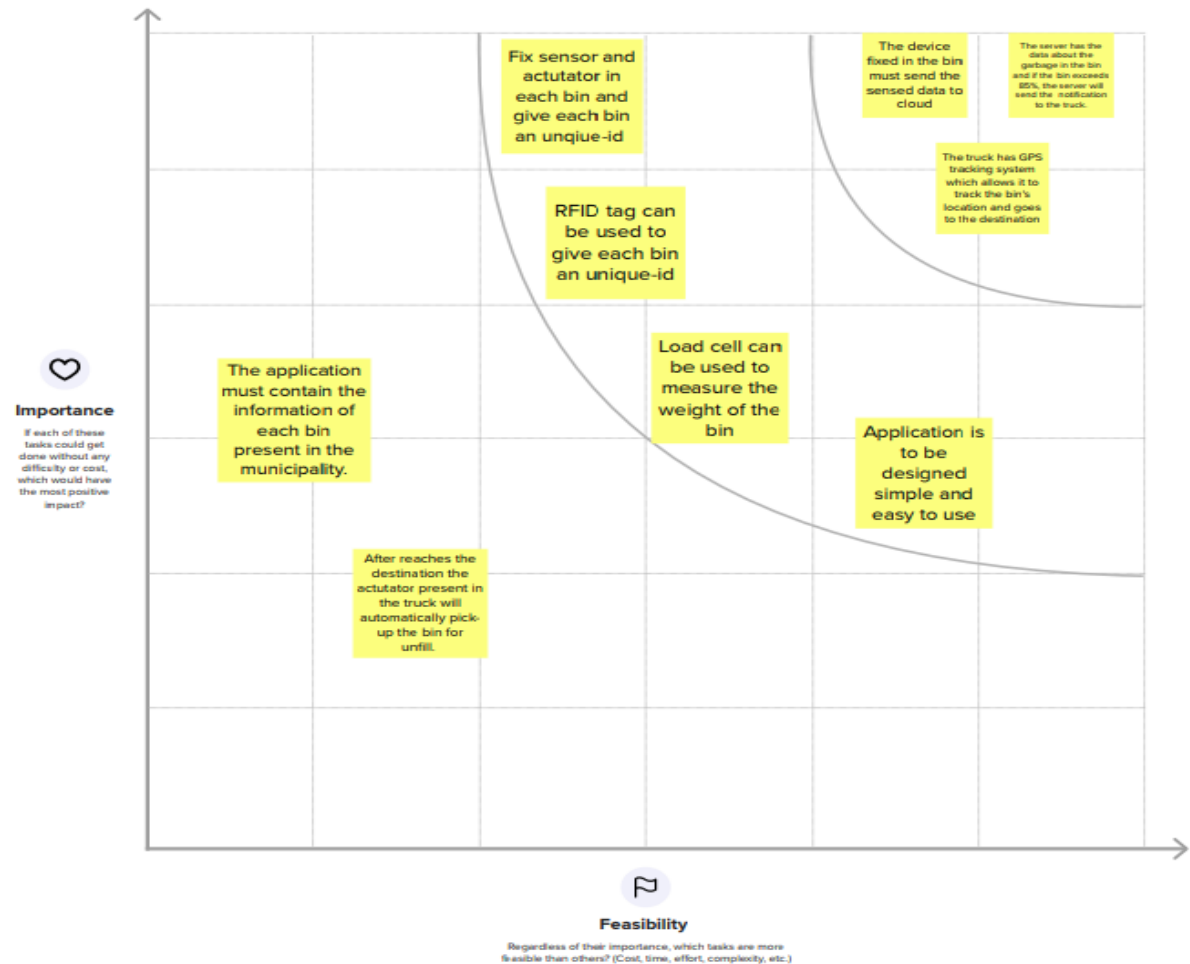 Fix sensor and
actutator in
each bin and
give each bin
an unqiue-id
The device
fixed in the bin
must send the
sensed data to
cloud
The server has the
data about the
garbage in the bin
and if the bin exceeds
85%, the server will
send the notification
to the truck.
The truck has GPS
tracking system
which allows it to
track the bin's
location and goes
to the destination
RFID tag can
be used to
give each bin
an unique-id
Load cell can
be used to
measure the
weight of the
bin
The application
must contain the
information of
each bin
present in the
municipality.
Application is
to be
designed
simple and
easy to use
After reaches the
destination the
actutator present in
the truck will
automatically pick-
up the bin for
unfill.
Importance
If each of these
tasks could get
done without any
difficulty or cost,
which would have
the most positive
impact?
Feasibility
Regardless of their importance, which tasks are more
feasible than others? (Cost, time, effort, complexity, etc.)